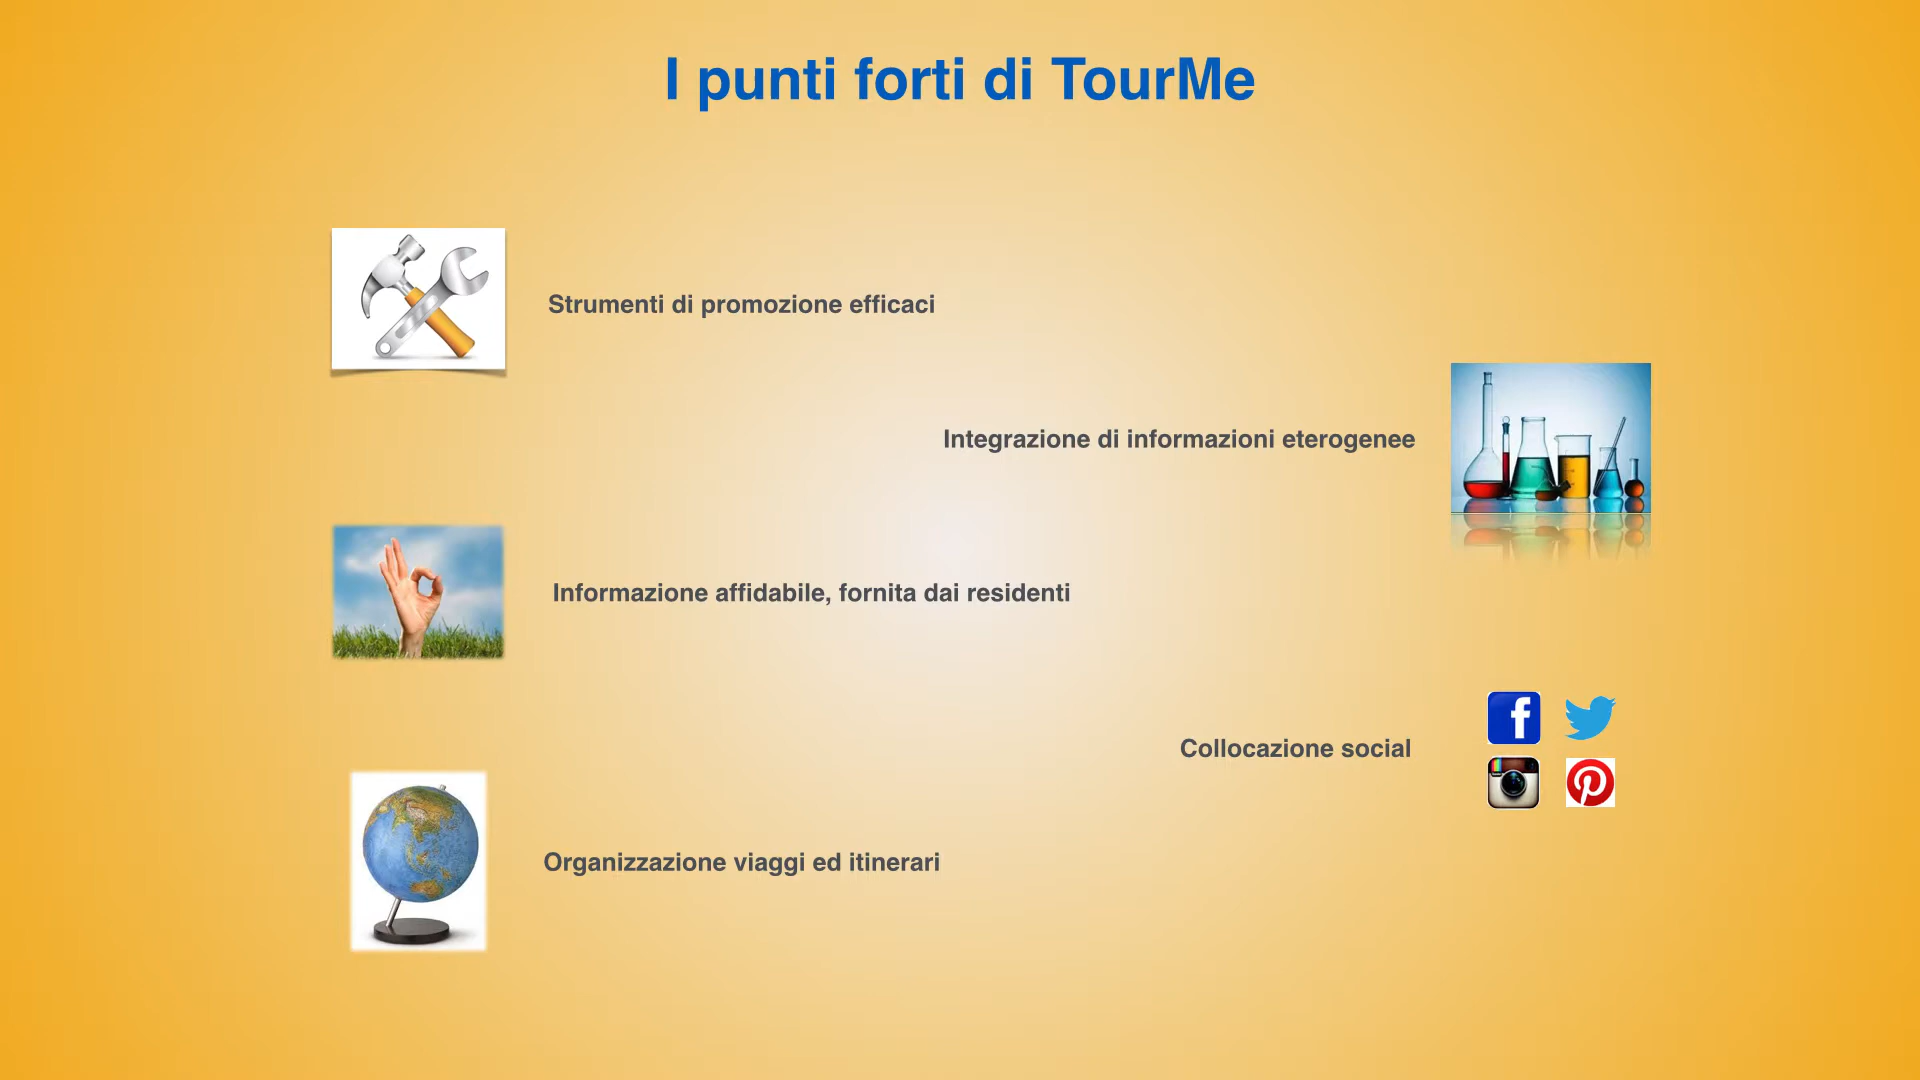 I punti forti di TourMe
Strumenti di promozione efficaci
Integrazione di informazioni eterogenee
Informazione affidabile, fornita dai residenti
Collocazione social
Organizzazione viaggi ed itinerari